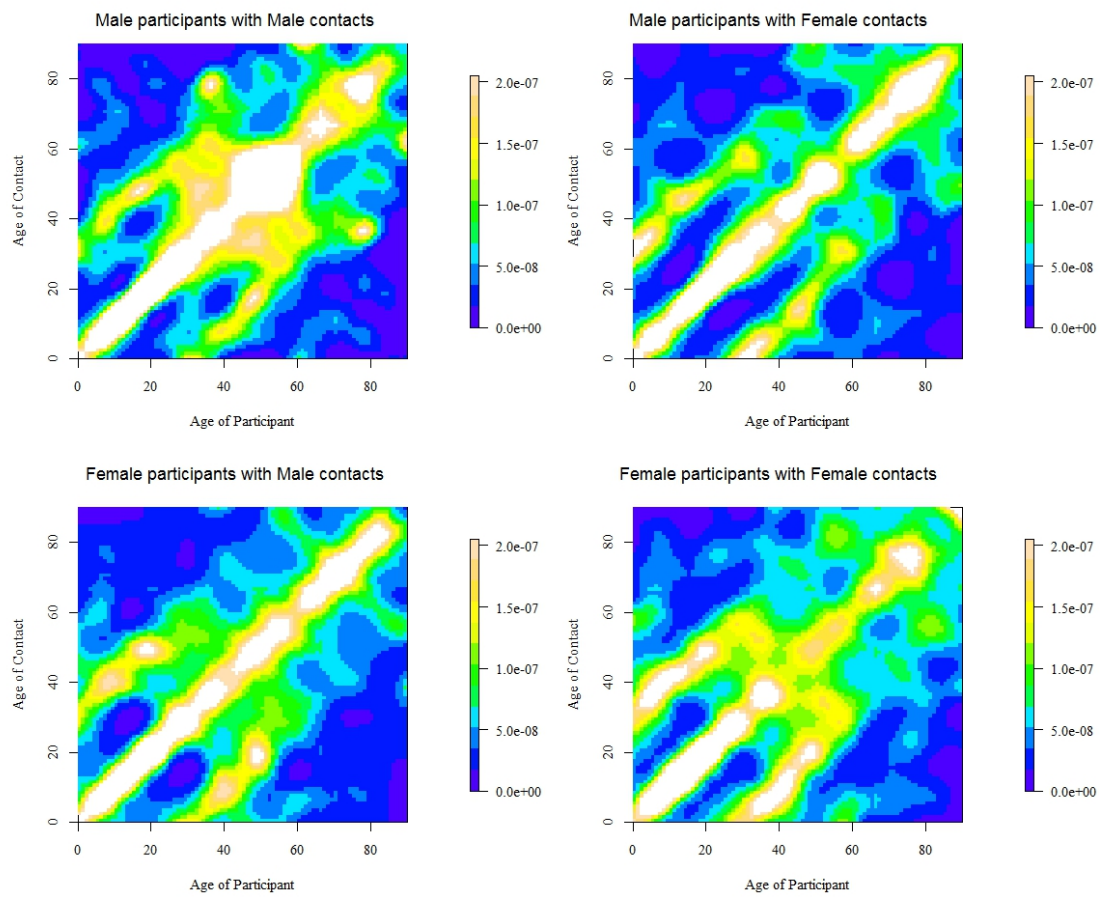 Male participants with Male contacts
Age of Contact
0 20 40 60 80
0 20 40 60 80
Age of Participant
2.0e-07
1.5e-07
1.0e-07
5.0e-08
0.0e+00
Male participants with Female contacts
Age of Contact
0 20 40 60 80
0 20 40 60 80
Age of Participant
2.0e-07
1.5e-07
1.0e-07
5.0e-08
0.0e+00
Female participants with Male contacts
Age of Contact
0 20 40 60 80
0 20 40 60 80
Age of Participant
2.0e-07
1.5e-07
1.0e-07
5.0e-08
0.0e+00
Female participants with Female contacts
Age of Contact
0 20 40 60 80
0 20 40 60 80
Age of Participant
2.0e-07
1.5e-07
1.0e-07
5.0e-08
0.0e+00